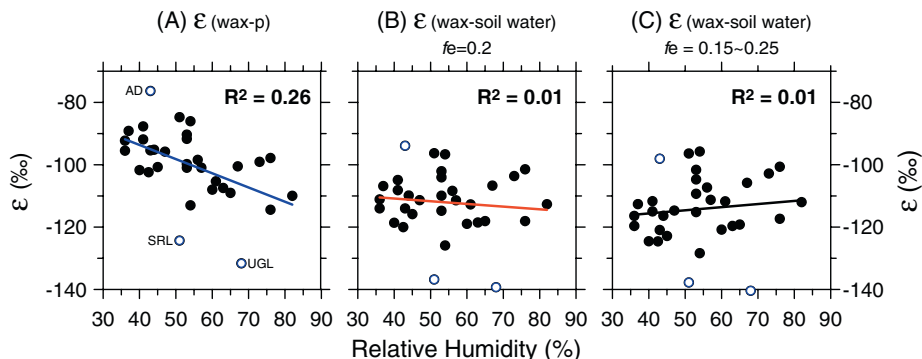 (A) ε (wax-p)
(B) ε (wax-soil water)
fe=0.2
(C) ε (wax-soil water)
fe = 0.15~0.25
ε (‰)
-80
-100
-120
-140
AD
SRL
UGL
R² = 0.26
R² = 0.01
R² = 0.01
-80
-100
-120
-140
ε (‰)
30 40 50 60 70 80 90
30 40 50 60 70 80 90
30 40 50 60 70 80 90
Relative Humidity (%)